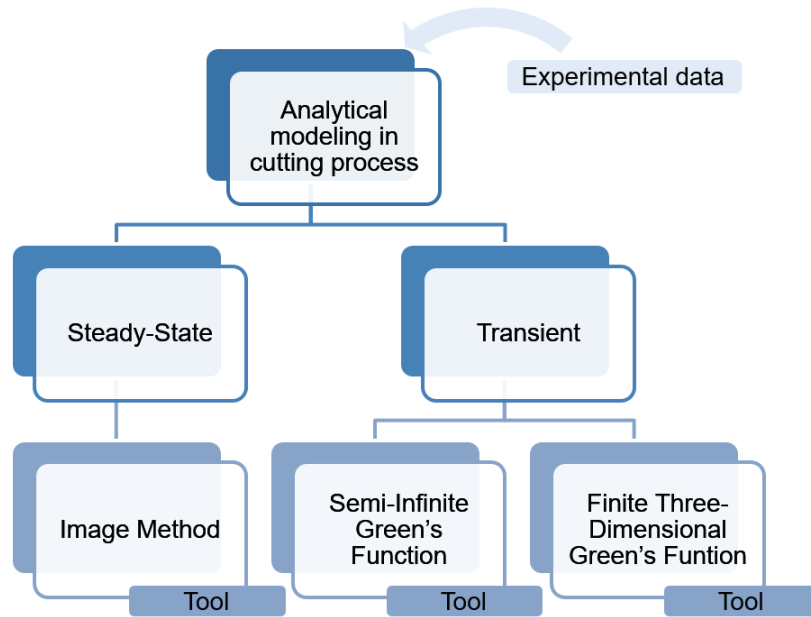 Experimental data
Analytical
modeling in
cutting process
Steady-State
Transient
Image Method
Semi-Infinite
Green's
Function
Finite Three-
Dimensional
Green's Funtion
Tool
Tool
Tool